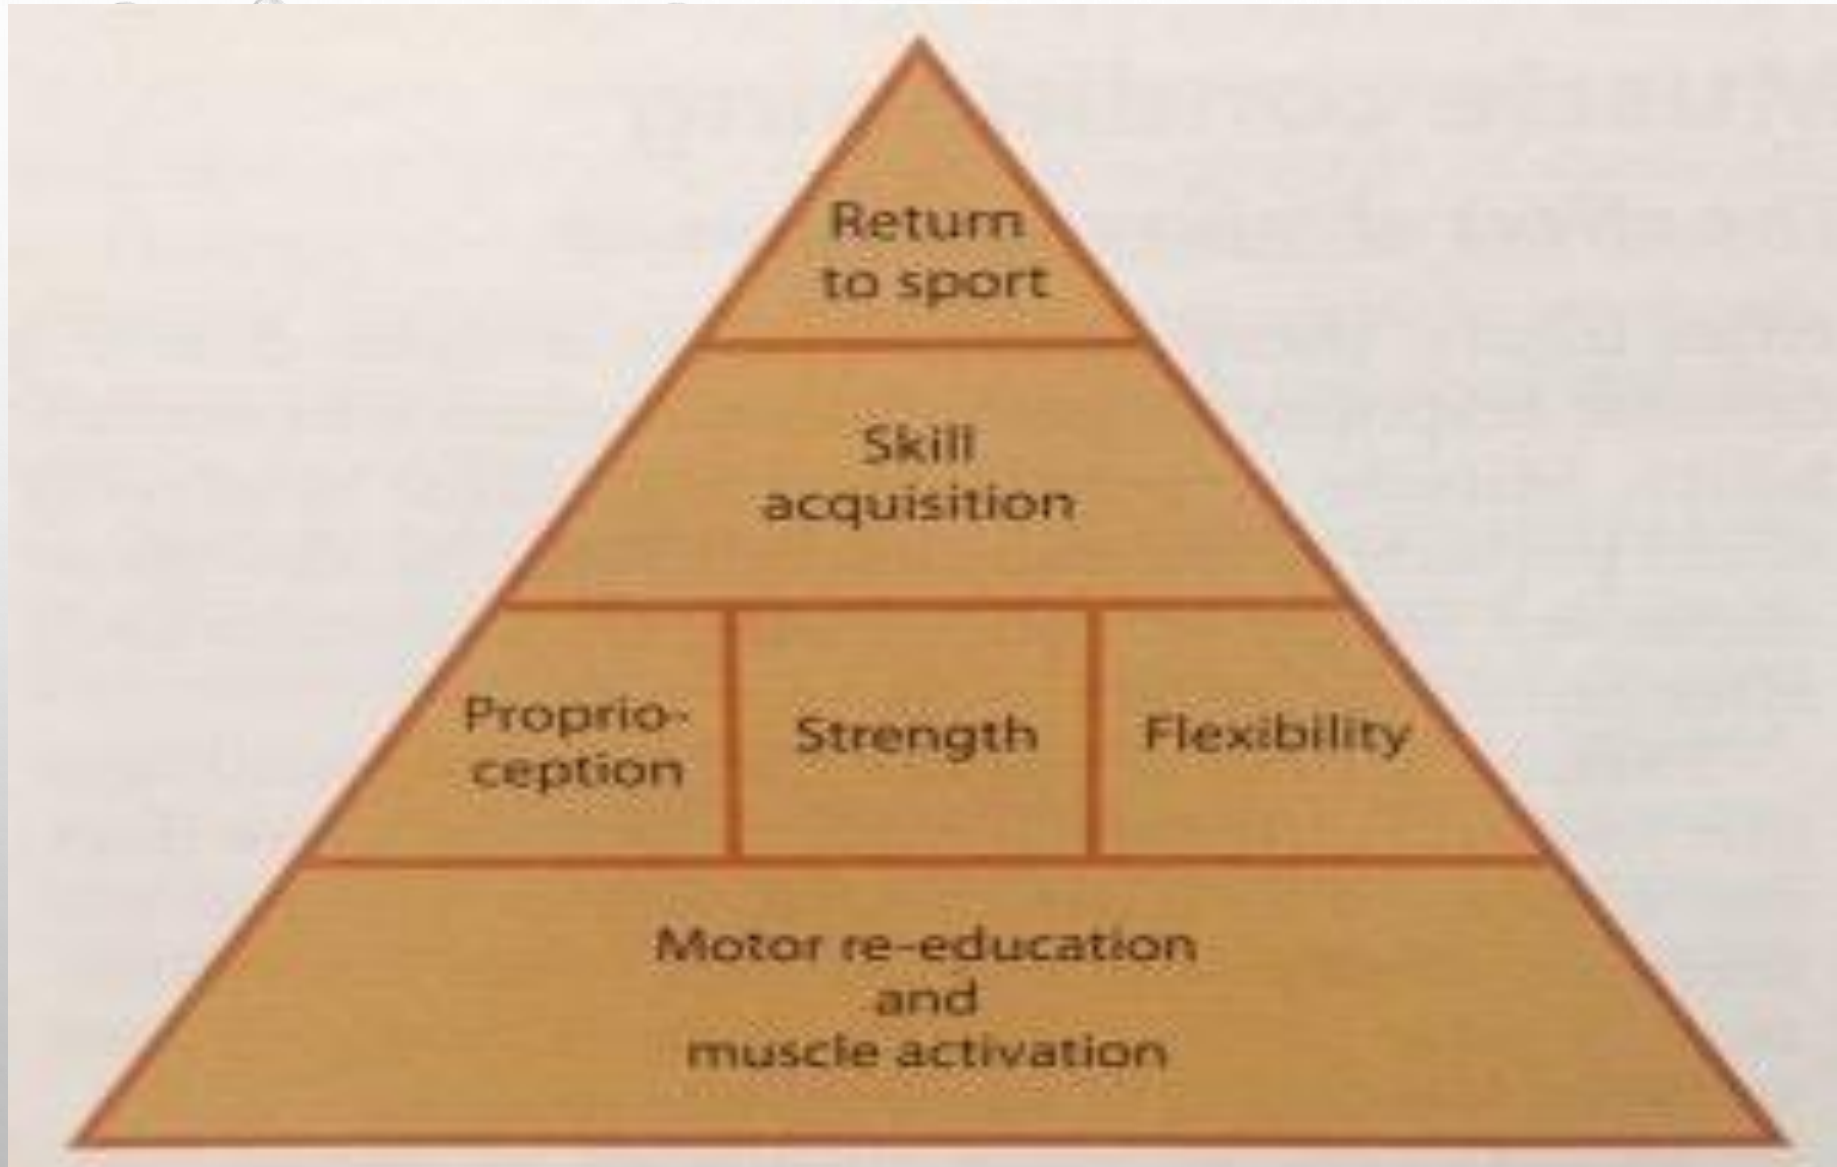 Return
to sport
Skill
acquisition
Proprio-
ception
Strength
Flexibility
Motor re-education
and
muscle activation